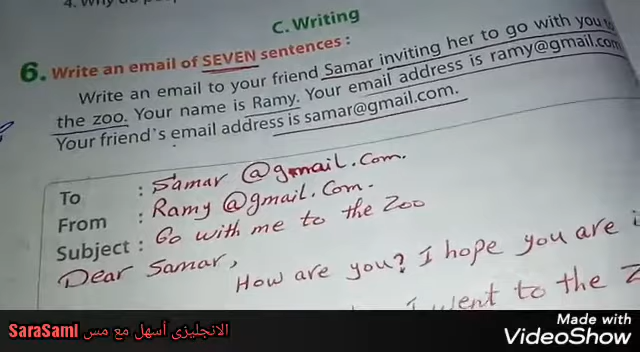 C. Writing
6. Write an email of SEVEN sentences :
Write an email to your friend Samar inviting her to go with you to
the zoo. Your name is Ramy. Your email address is ramy@gmail.com
Your friend's email address is samar@gmail.com.
To : Samar @gmail.Com.
From : Ramy @gmail.Com.
Subject : Go with me to the Zoo
Dear Samar,
How are you? I hope you are
I went to the Z
SaraSamI الانجليزى أسهل مع مس
Made with
VideoShow